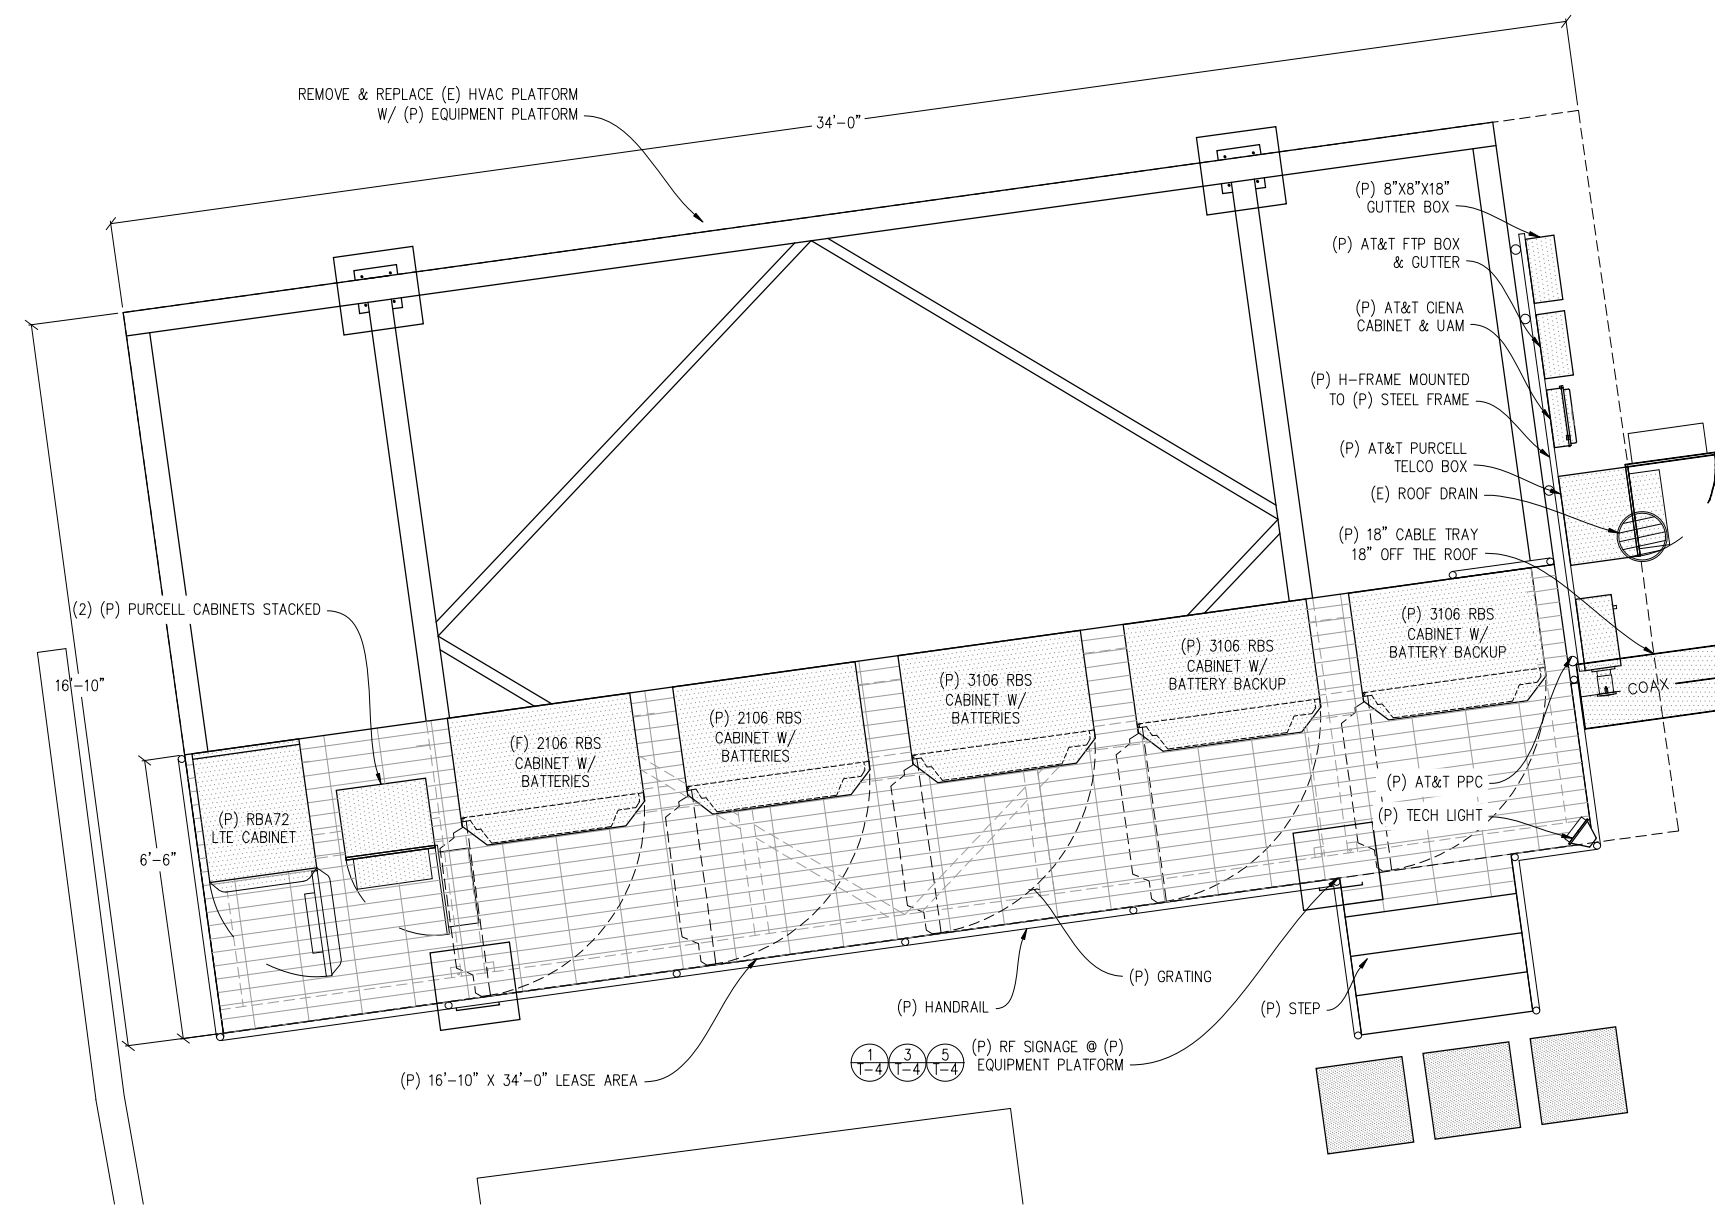 REMOVE & REPLACE (E) HVAC PLATFORM
W/ (P) EQUIPMENT PLATFORM
34'-0"
(P) 8"X8"X18"
GUTTER BOX
(P) AT&T FTP BOX
& GUTTER
(P) AT&T CIENA
CABINET & UAM
(P) H-FRAME MOUNTED
TO (P) STEEL FRAME
(P) AT&T PURCELL
TELCO BOX
(E) ROOF DRAIN
(P) 18" CABLE TRAY
18" OFF THE ROOF
(2) (P) PURCELL CABINETS STACKED
16'-10"
6'-6"
(P) RBA72
LTE CABINET
(F) 2106 RBS
CABINET W/
BATTERIES
(P) 2106 RBS
CABINET W/
BATTERIES
(P) 3106 RBS
CABINET W/
BATTERIES
(P) 3106 RBS
CABINET W/
BATTERY BACKUP
(P) 3106 RBS
CABINET W/
BATTERY BACKUP
COAX
(P) AT&T PPC
(P) TECH LIGHT
(P) GRATING
(P) HANDRAIL
(P) STEP
1
T-4
3
T-4
5
T-4
(P) RF SIGNAGE @ (P)
EQUIPMENT PLATFORM
(P) 16'-10" X 34'-0" LEASE AREA